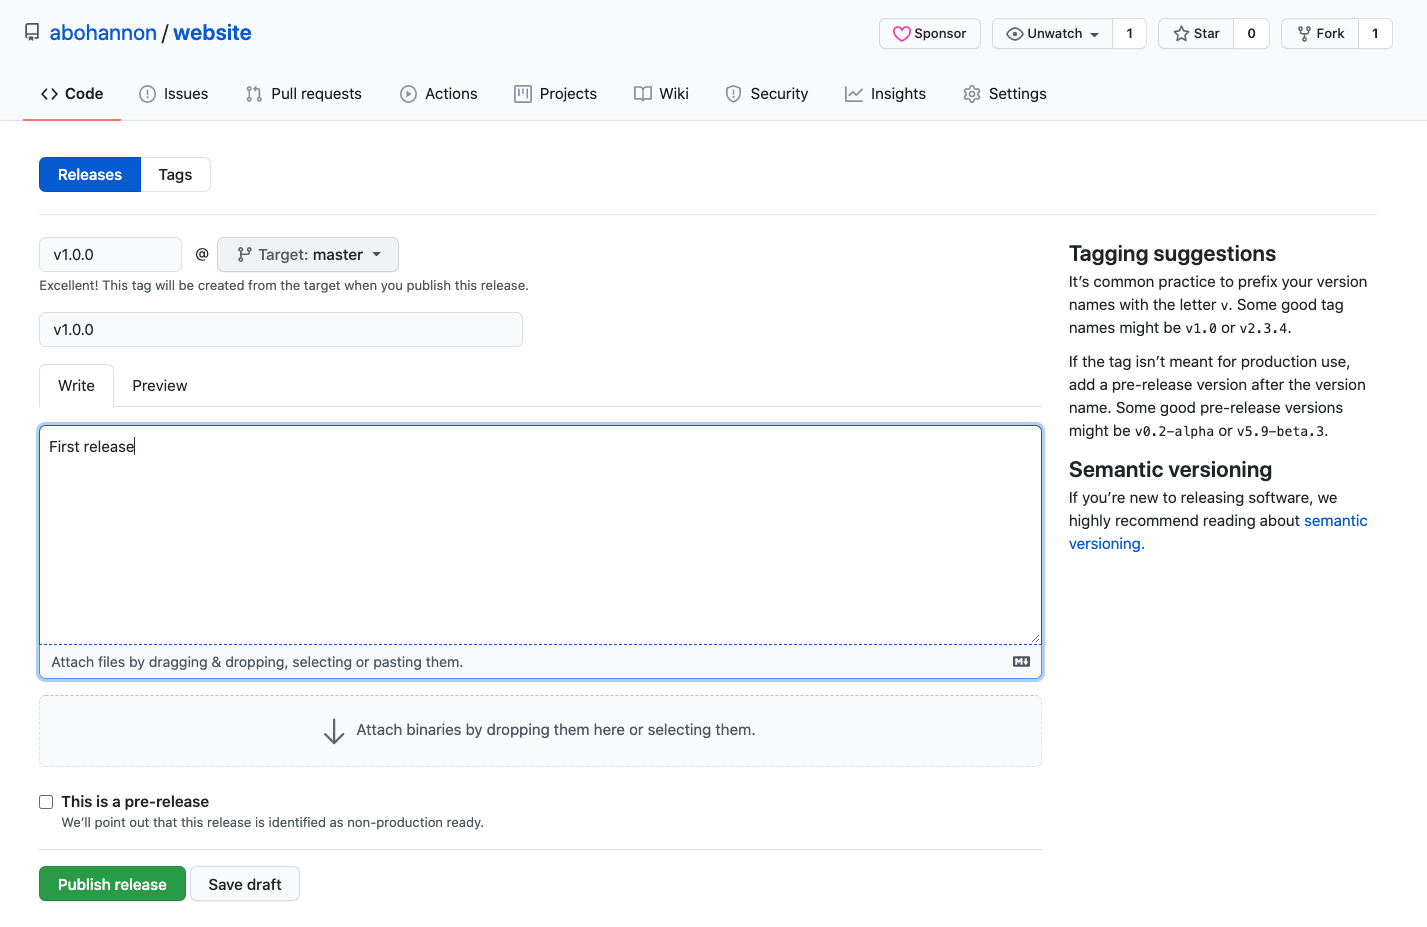 abohannon / website
Sponsor
Unwatch 1
Star 0
Fork 1
Code
Issues
Pull requests
Actions
Projects
Wiki
Security
Insights
Settings
Releases
Tags
v1.0.0 @ Target: master
Excellent! This tag will be created from the target when you publish this release.
v1.0.0
Write
Preview
First release
Attach files by dragging & dropping, selecting or pasting them.
Attach binaries by dropping them here or selecting them.
This is a pre-release
We’ll point out that this release is identified as non-production ready.
Publish release
Save draft
Tagging suggestions
It’s common practice to prefix your version
names with the letter v. Some good tag
names might be v1.0 or v2.3.4.
If the tag isn’t meant for production use,
add a pre-release version after the version
name. Some good pre-release versions
might be v0.2-alpha or v5.9-beta.3.
Semantic versioning
If you’re new to releasing software, we
highly recommend reading about semantic
versioning.